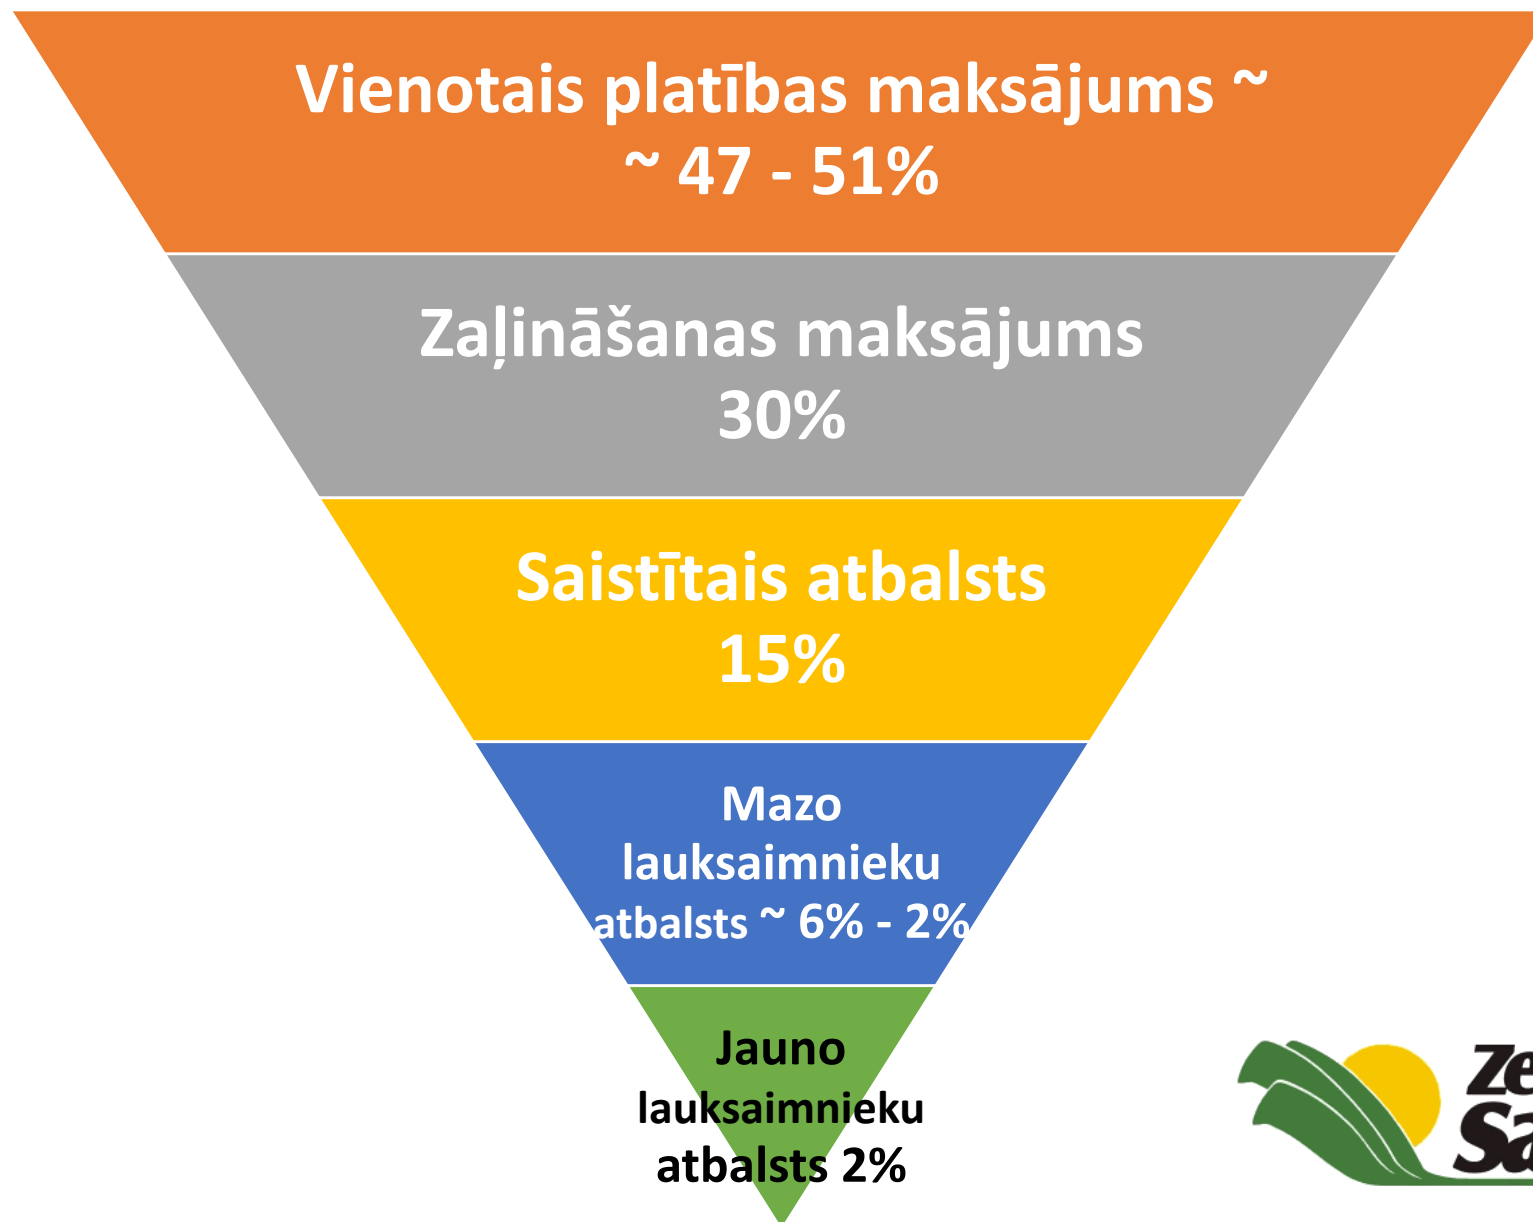 Vienotais platības maksājums ~
~ 47 - 51%
Zaļināšanas maksājums
30%
Saistītais atbalsts
15%
Mazo
lauksaimnieku
atbalsts ~ 6% - 2%
Jauno
lauksaimnieku
atbalsts 2%